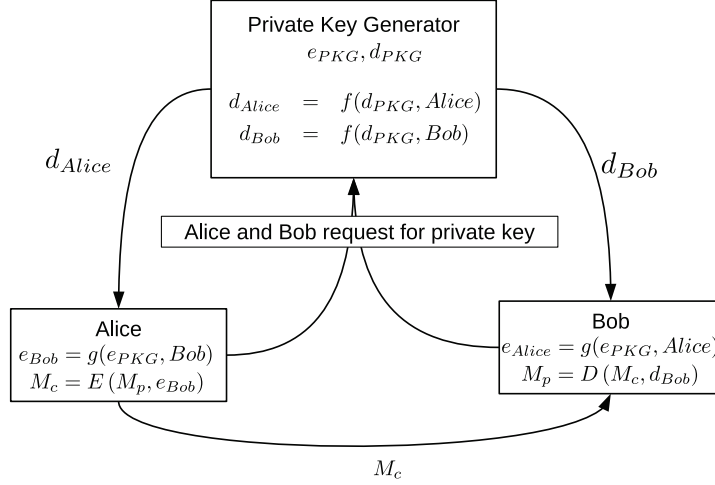 Private Key Generator
e_{PKG}, d_{PKG}
d_{Alice} = f(d_{PKG}, Alice)
d_{Bob} = f(d_{PKG}, Bob)
d_{Alice}
d_{Bob}
Alice and Bob request for private key
Alice
e_{Bob} = g(e_{PKG}, Bob)
M_c = E (M_p, e_{Bob})
Bob
e_{Alice} = g(e_{PKG}, Alice)
M_p = D (M_c, d_{Bob})
M_c